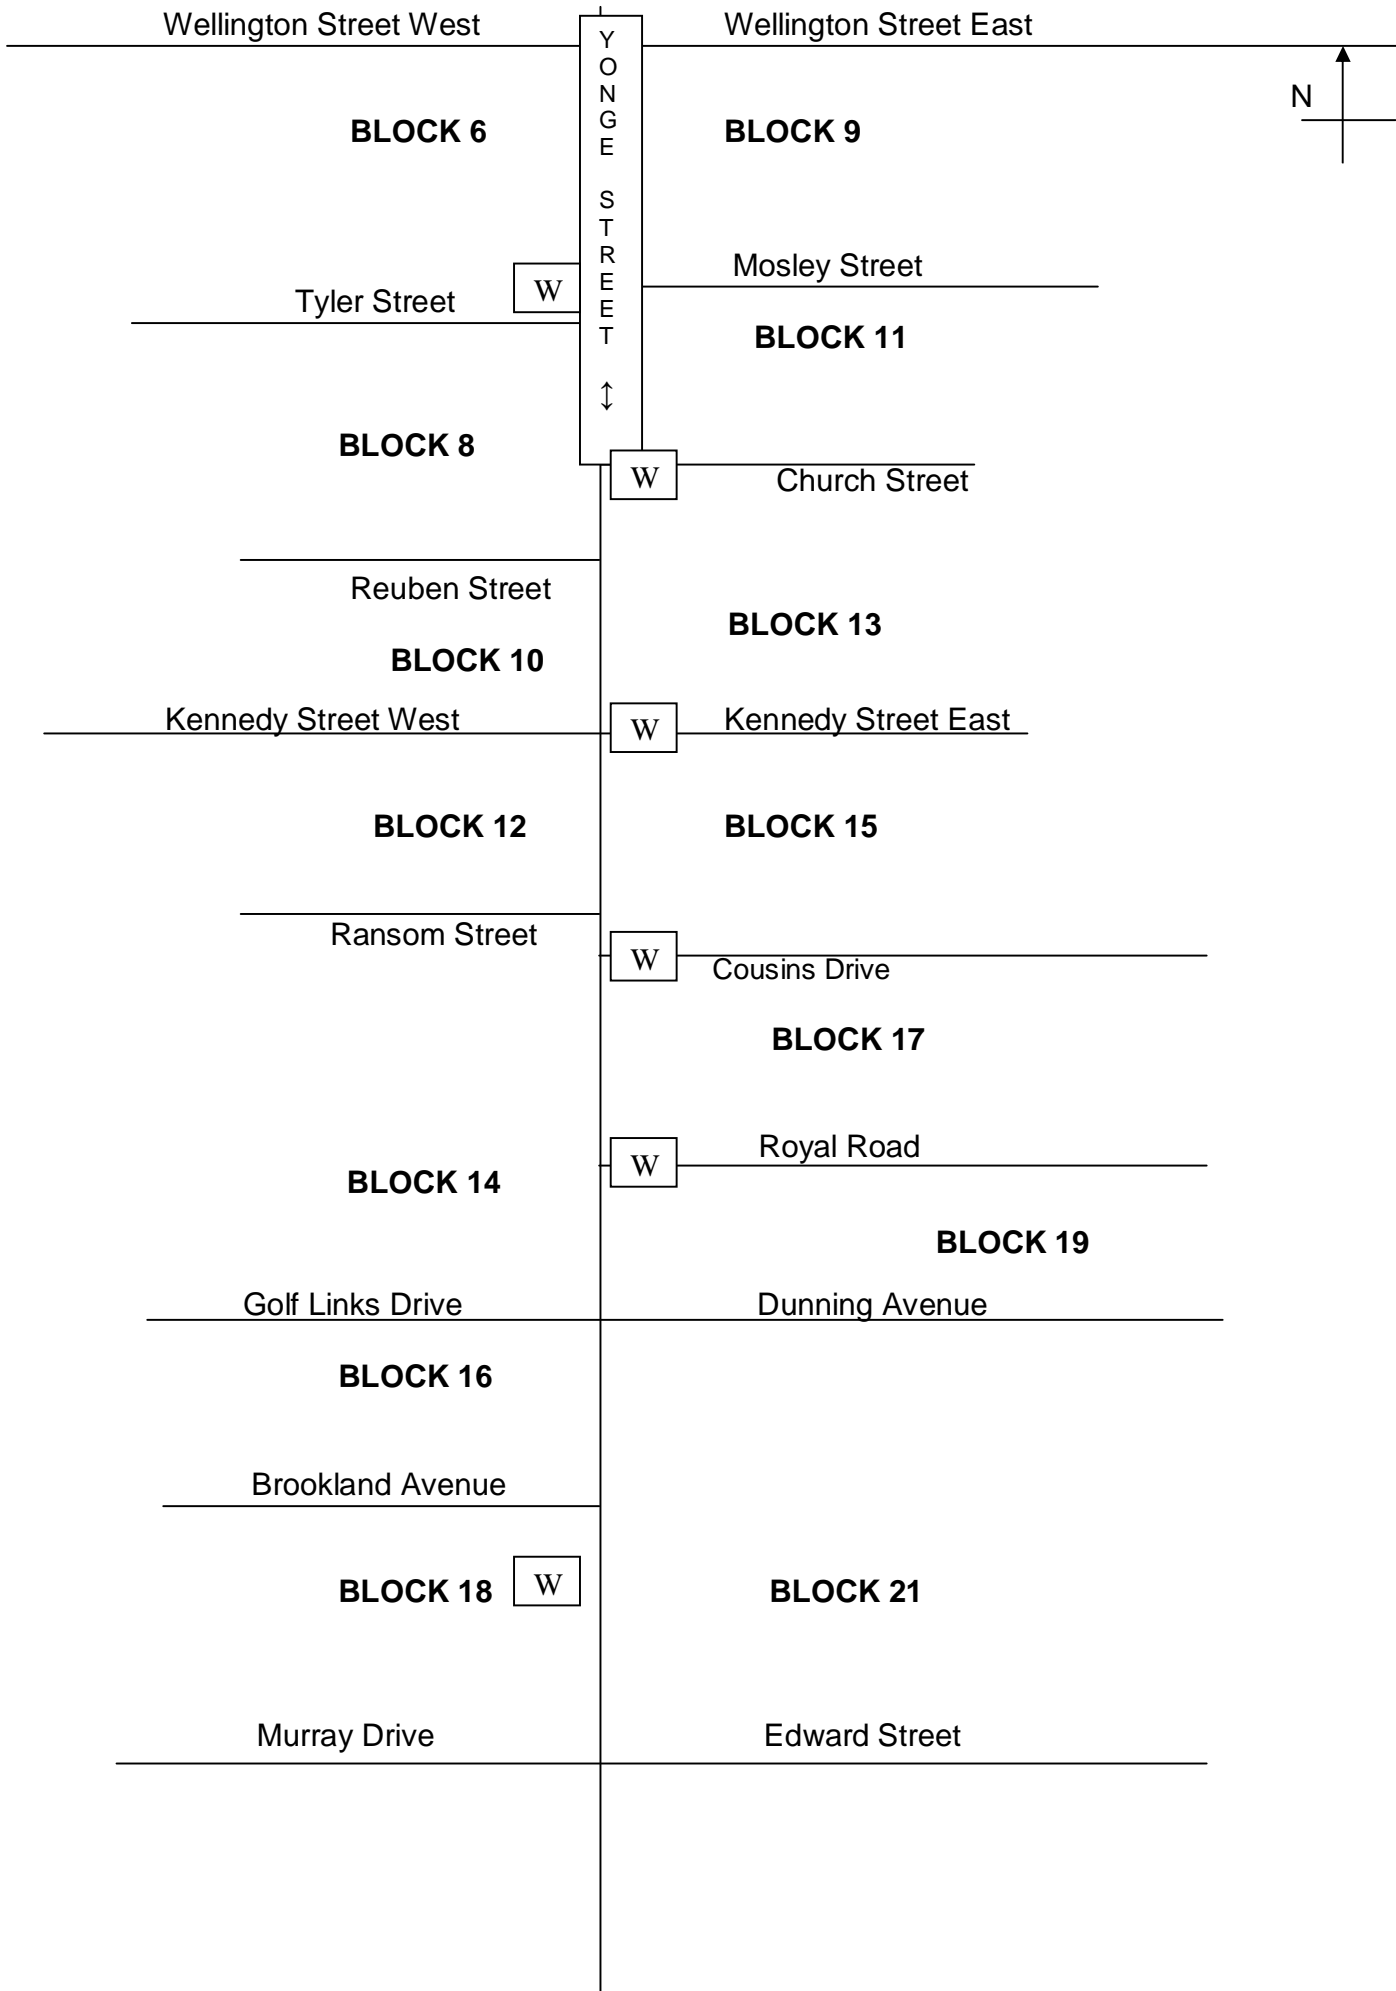 Wellington Street West
Wellington Street East
YONGE STREET ↕
N
BLOCK 6
BLOCK 9
Mosley Street
W
Tyler Street
BLOCK 11
BLOCK 8
W
Church Street
Reuben Street
BLOCK 13
BLOCK 10
Kennedy Street West
W
Kennedy Street East
BLOCK 12
BLOCK 15
Ransom Street
W
Cousins Drive
BLOCK 17
Royal Road
W
BLOCK 14
BLOCK 19
Golf Links Drive
Dunning Avenue
BLOCK 16
Brookland Avenue
BLOCK 18
W
BLOCK 21
Murray Drive
Edward Street